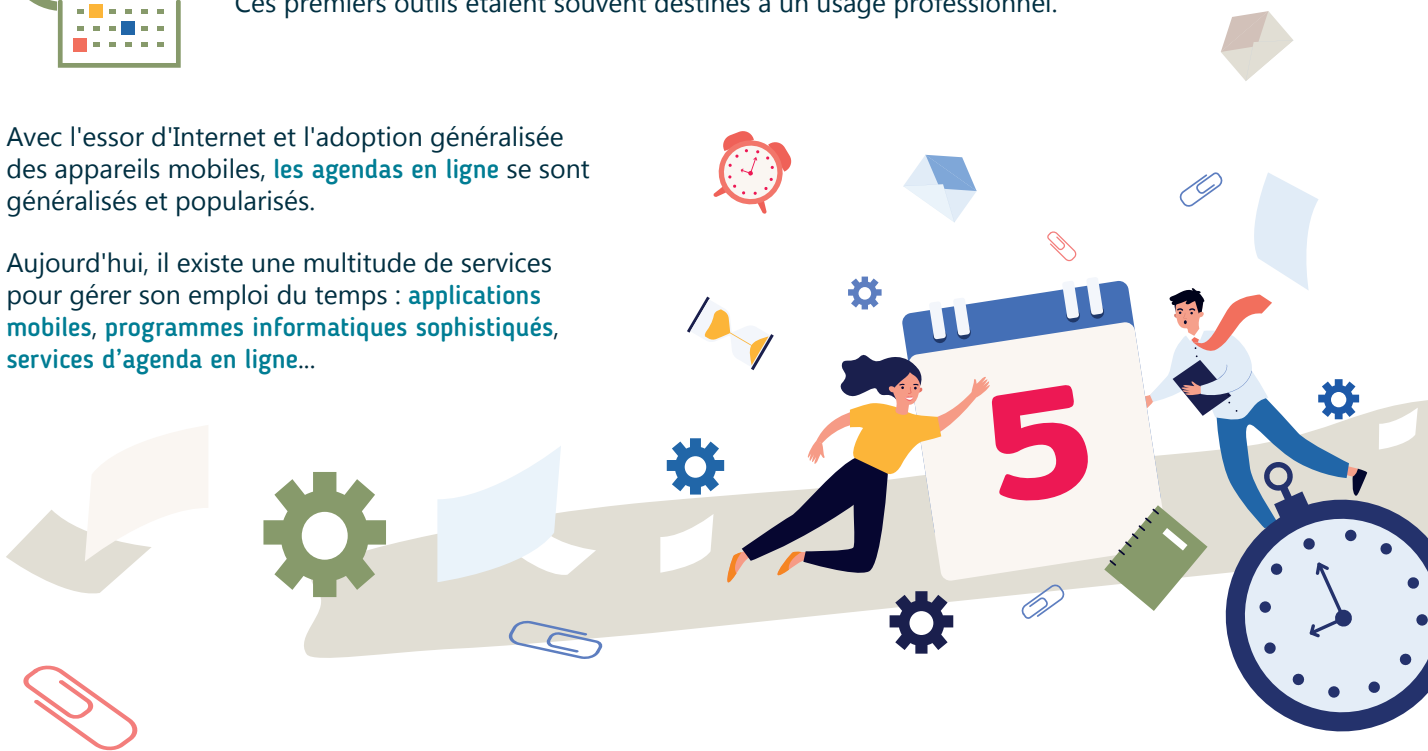 Ces premiers outils étaient souvent destinés à un usage professionnel.
Avec l'essor d'Internet et l'adoption généralisée
des appareils mobiles, les agendas en ligne se sont
généralisés et popularisés.
Aujourd'hui, il existe une multitude de services
pour gérer son emploi du temps : applications
mobiles, programmes informatiques sophistiqués,
services d’agenda en ligne...
5